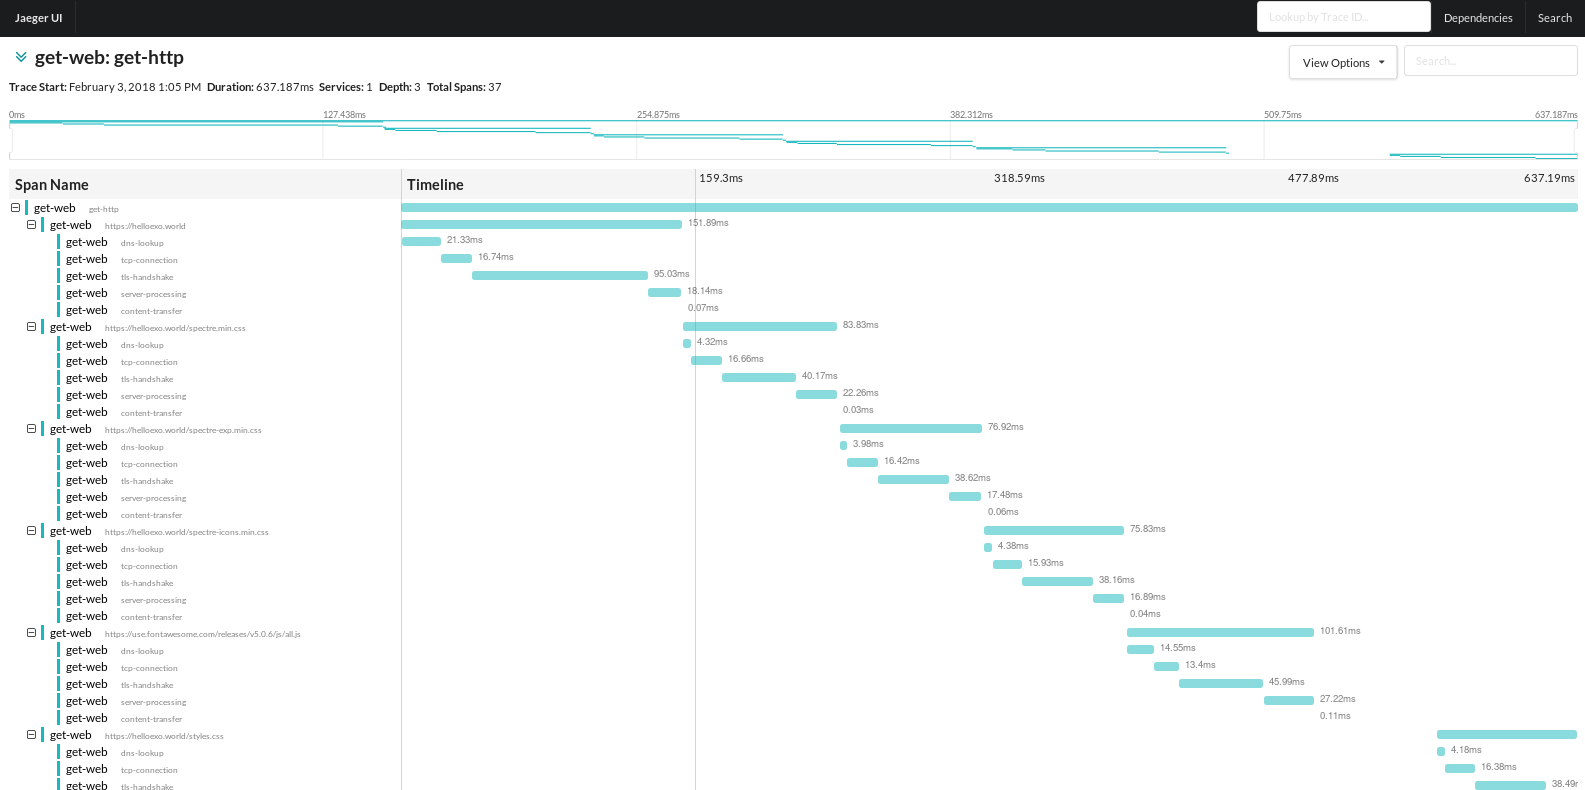 Jaeger UI Lookup by Trace ID... Dependencies Search
get-web: get-http View Options Search...
Trace Start: February 3, 2018 1:05 PM Duration: 637.187ms Services: 1 Depth: 3 Total Spans: 37
0ms 127.438ms 254.875ms 382.312ms 509.75ms 637.187ms
Span Name Timeline 159.3ms 318.59ms 477.89ms 637.19ms
get-web get-http
get-web https://helloexo.world 151.89ms
get-web dns-lookup 21.33ms
get-web tcp-connection 16.74ms
get-web tls-handshake 95.03ms
get-web server-processing 18.14ms
get-web content-transfer 0.07ms
get-web https://helloexo.world/spectre.min.css 83.83ms
get-web dns-lookup 4.32ms
get-web tcp-connection 16.66ms
get-web tls-handshake 40.17ms
get-web server-processing 22.26ms
get-web content-transfer 0.03ms
get-web https://helloexo.world/spectre-exp.min.css 76.92ms
get-web dns-lookup 3.98ms
get-web tcp-connection 16.42ms
get-web tls-handshake 38.62ms
get-web server-processing 17.48ms
get-web content-transfer 0.06ms
get-web https://helloexo.world/spectre-icons.min.css 75.83ms
get-web dns-lookup 4.38ms
get-web tcp-connection 15.93ms
get-web tls-handshake 38.16ms
get-web server-processing 16.89ms
get-web content-transfer 0.04ms
get-web https://use.fontawesome.com/releases/v5.0.6/js/all.js 101.61ms
get-web dns-lookup 14.55ms
get-web tcp-connection 13.4ms
get-web tls-handshake 45.99ms
get-web server-processing 27.22ms
get-web content-transfer 0.11ms
get-web https://helloexo.world/styles.css
get-web dns-lookup 4.18ms
get-web tcp-connection 16.38ms
get-web tls-handshake 38.49